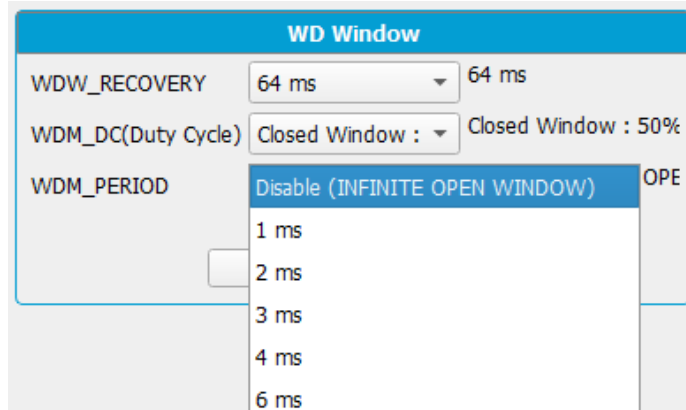 WD Window
WDW_RECOVERY 64 ms 64 ms
WDM_DC(Duty Cycle) Closed Window : Closed Window : 50%
WDM_PERIOD Disable (INFINITE OPEN WINDOW) OPE
1 ms
2 ms
3 ms
4 ms
6 ms